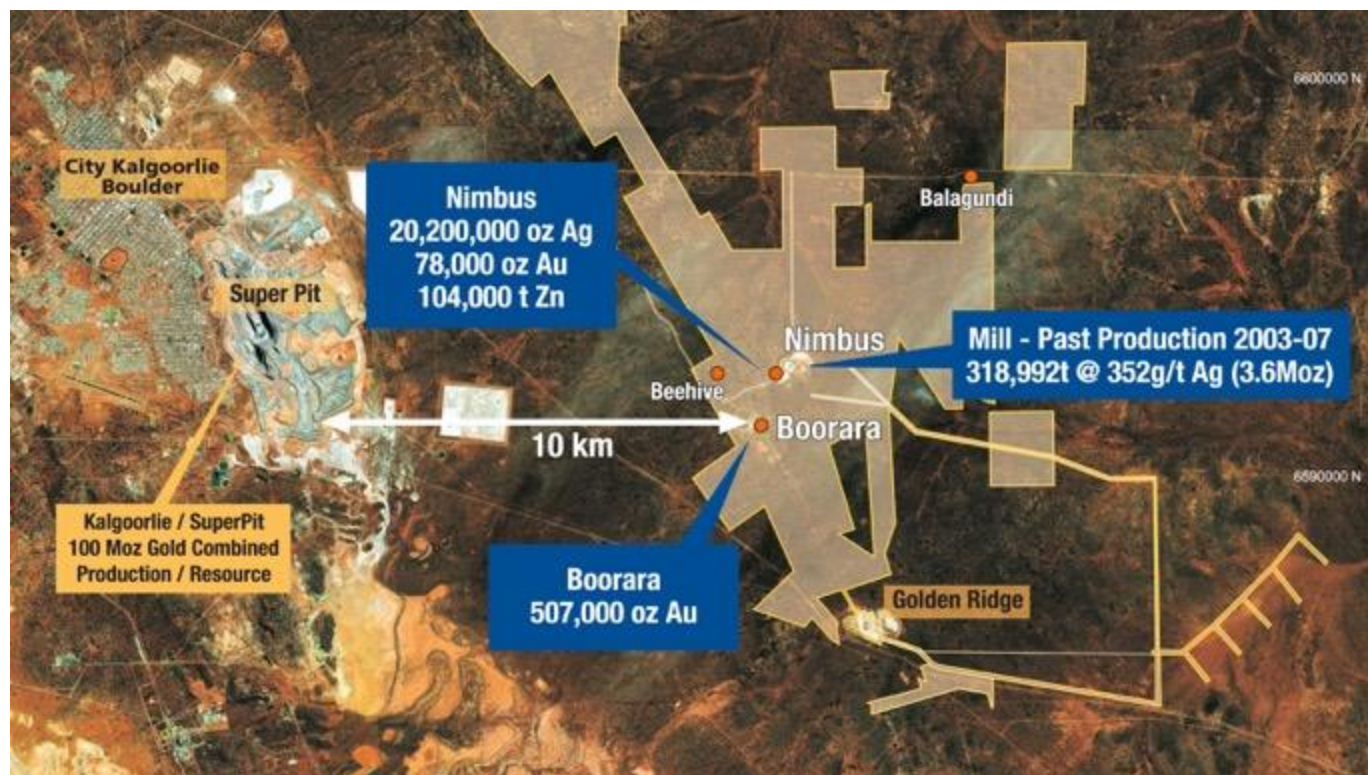 6600000 N
City Kalgoorlie
Boulder
Nimbus
20,200,000 oz Ag
78,000 oz Au
104,000 t Zn
Balagundi
Super Pit
Nimbus
Mill - Past Production 2003-07
318,992t @ 352g/t Ag (3.6Moz)
Beehive
Boorara
10 km
6590000 N
Kalgoorlie / SuperPit
100 Moz Gold Combined
Production / Resource
Boorara
507,000 oz Au
Golden Ridge